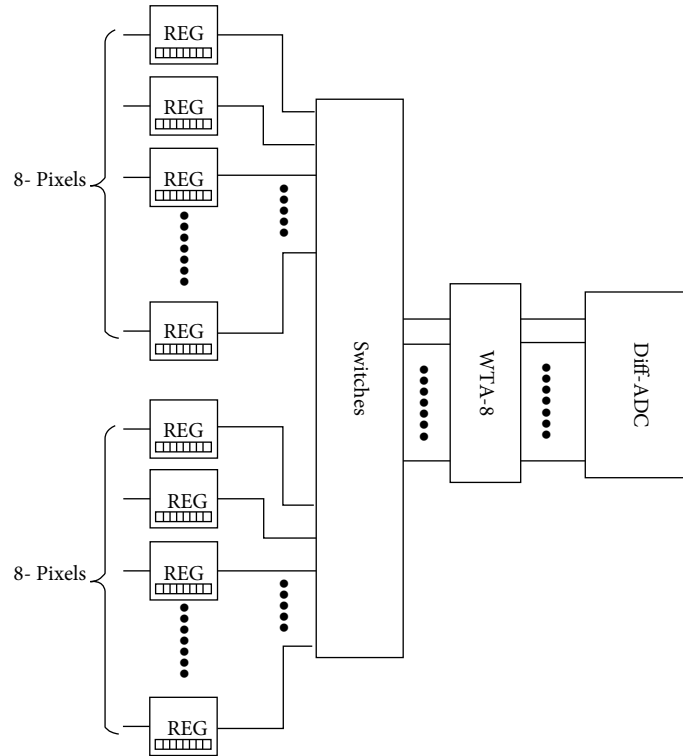 REG
REG
8- Pixels
REG
REG
Switches
WTA-8
Diff-ADC
REG
REG
8- Pixels
REG
REG